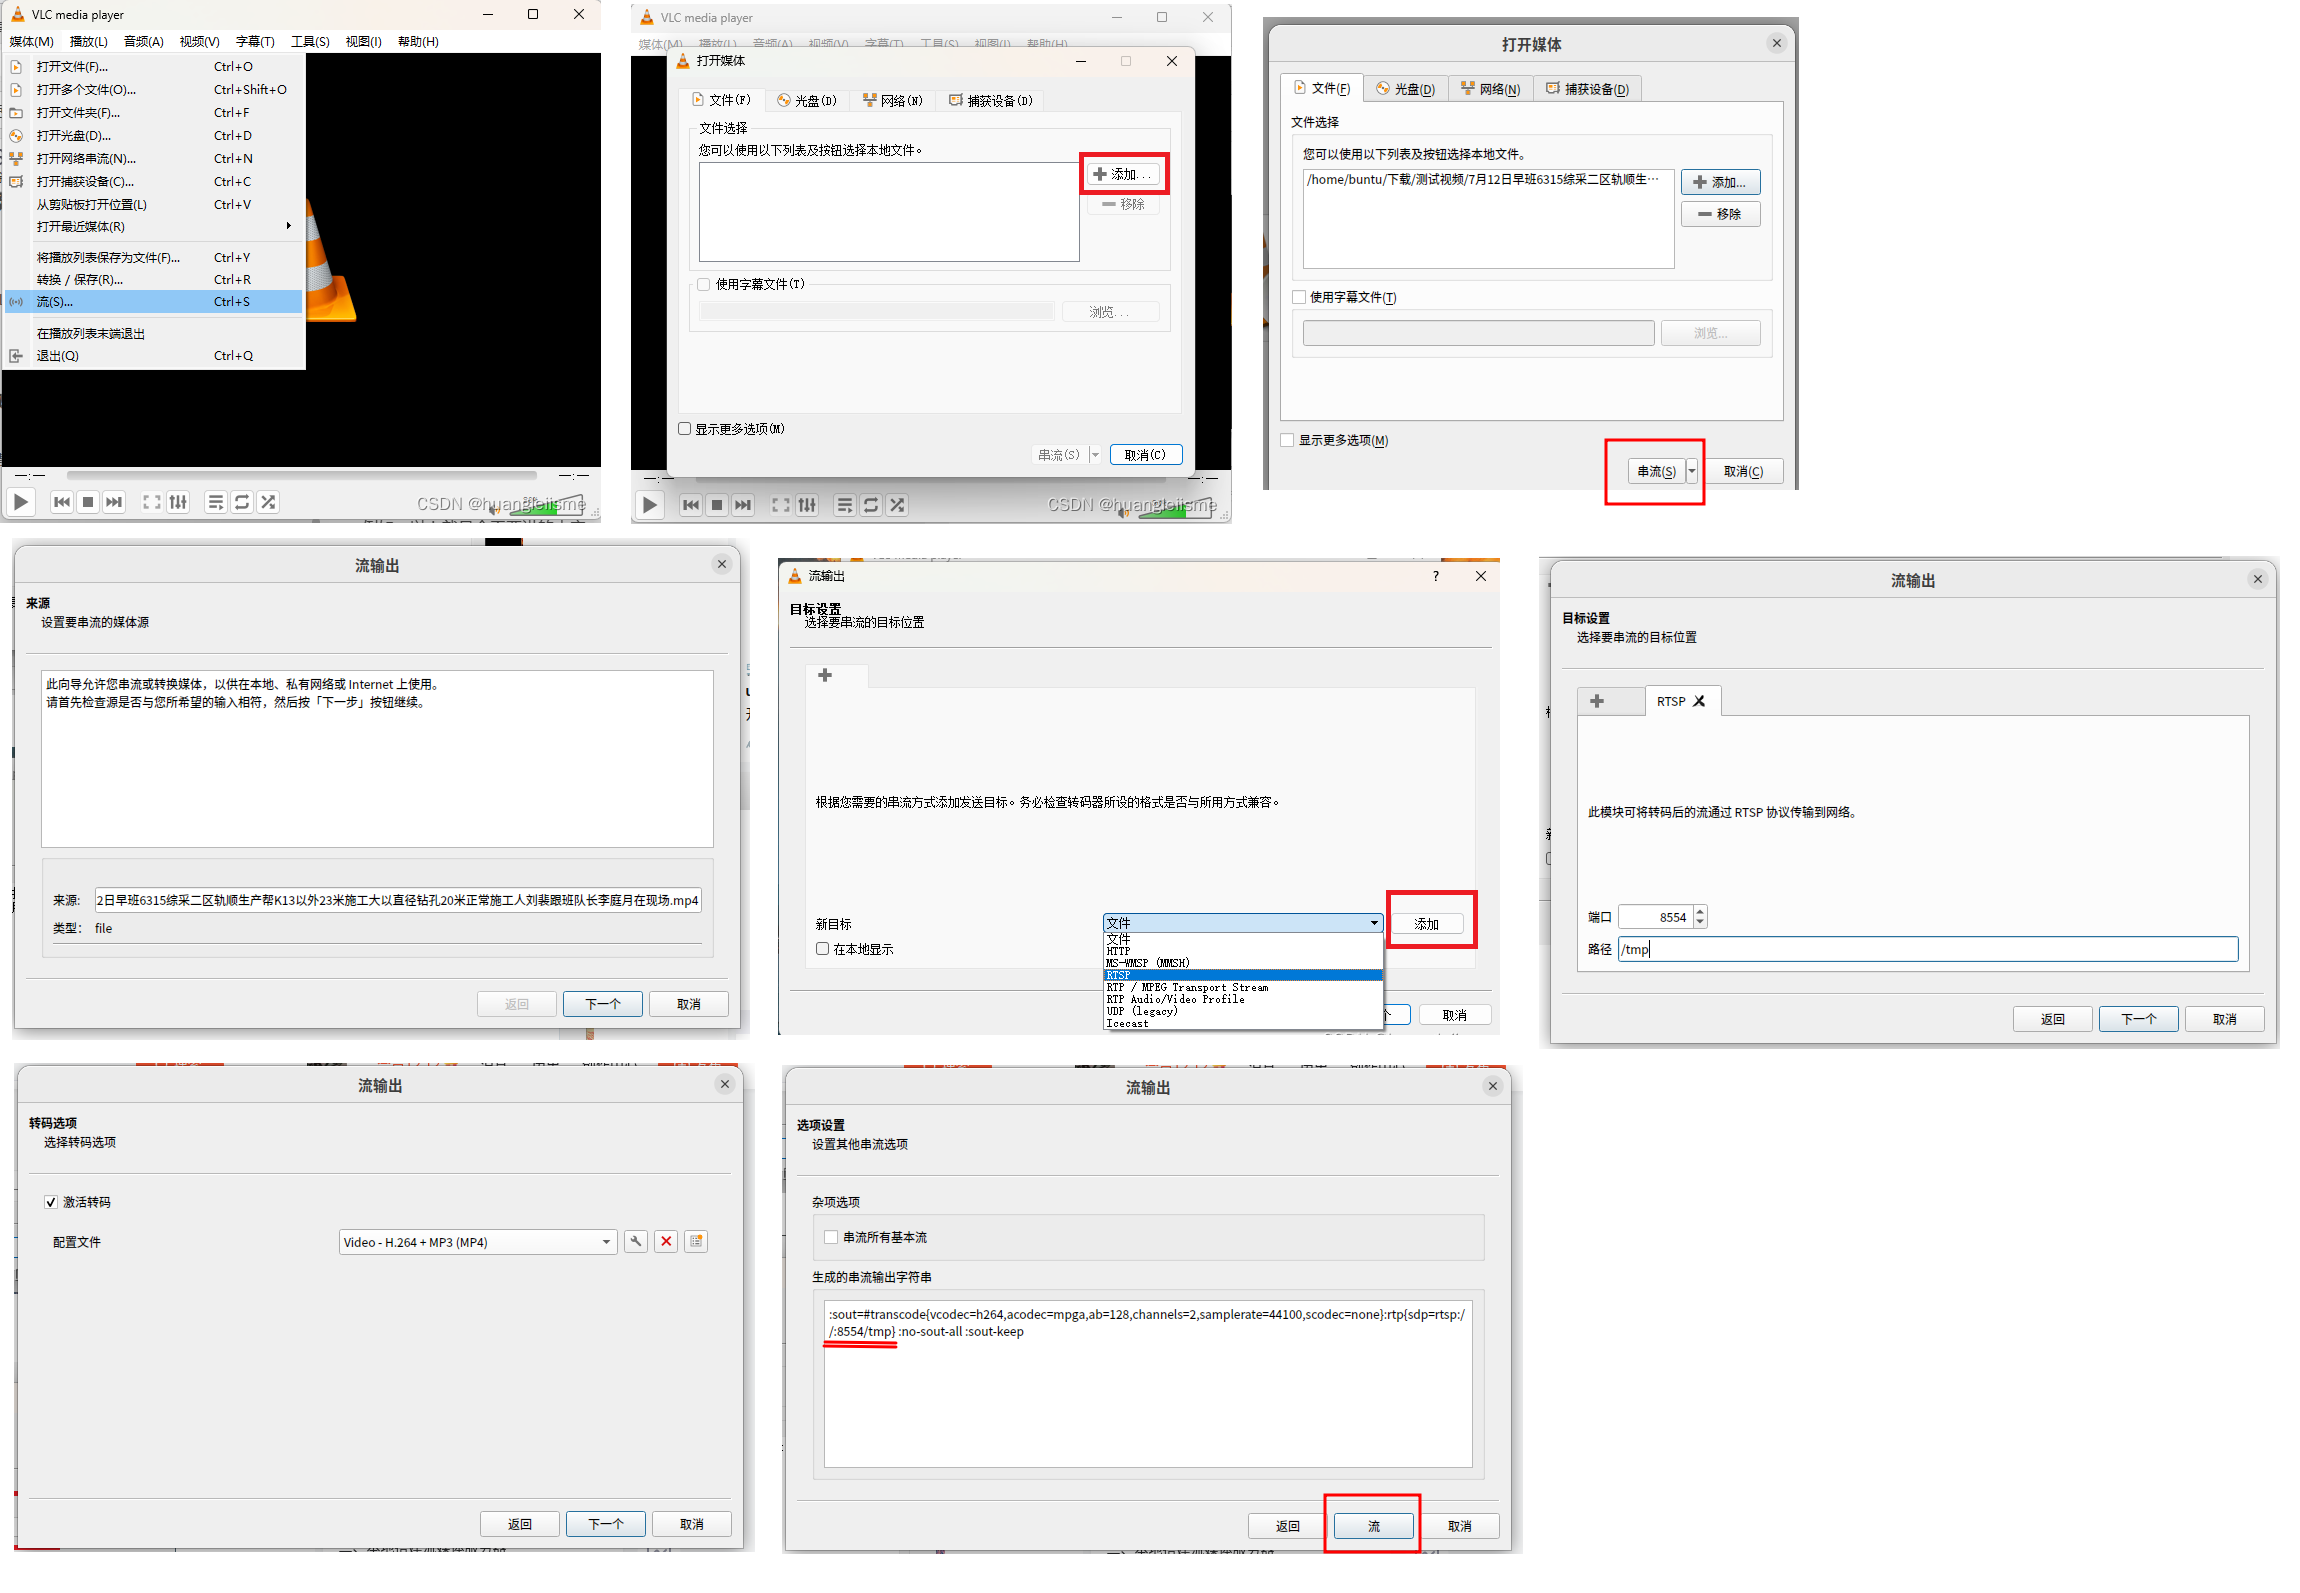 VLC media player
媒体(M) 播放(L) 音频(A) 视频(V) 字幕(T) 工具(S) 视图(I) 帮助(H)
打开文件(F)... Ctrl+O
打开多个文件(O)... Ctrl+Shift+O
打开文件夹(F)... Ctrl+F
打开光盘(D)... Ctrl+D
打开网络串流(N)... Ctrl+N
打开捕获设备(C)... Ctrl+C
从剪贴板打开位置(L) Ctrl+V
打开最近媒体(R)
将播放列表保存为文件(F)... Ctrl+Y
转换 / 保存(R)... Ctrl+R
流(S)... Ctrl+S
在播放列表末端退出
退出(Q) Ctrl+Q
--:-- --:--
CSDN @huangleiisme
VLC media player
媒体(M) 播放(L) 音频(A) 视频(V) 字幕(T) 工具(S) 视图(I) 帮助(H)
打开媒体
文件(F) 光盘(D) 网络(N) 捕获设备(D)
文件选择
您可以使用以下列表及按钮选择本地文件。
添加...
移除
使用字幕文件(T)
浏览...
显示更多选项(M)
串流(S) 取消(C)
--:-- --:--
CSDN @huangleiisme
打开媒体
文件(F) 光盘(D) 网络(N) 捕获设备(D)
文件选择
您可以使用以下列表及按钮选择本地文件。
/home/buntu/下载/测试视频/7月12日早班6315综采二区轨顺生···
添加...
移除
使用字幕文件(T)
浏览...
显示更多选项(M)
串流(S) 取消(C)
流输出
来源
设置要串流的媒体源
此向导允许您串流或转换媒体，以供在本地、私有网络或 Internet 上使用。
请首先检查源是否与您所希望的输入相符，然后按「下一步」按钮继续。
来源: 2日早班6315综采二区轨顺生产帮K13以外23米施工大以直径钻孔20米正常施工人刘裴跟班队长李庭月在现场.mp4
类型: file
返回 下一个 取消
流输出 ?
目标设置
选择要串流的目标位置
根据您需要的串流方式添加发送目标。务必检查转码器所设的格式是否与所用方式兼容。
新目标 文件 添加
在本地显示
文件
HTTP
MS-WMSP (MMSH)
RTSP
RTP / MPEG Transport Stream
RTP Audio/Video Profile
UDP (legacy)
Icecast
个 取消
流输出
目标设置
选择要串流的目标位置
RTSP
此模块可将转码后的流通过 RTSP 协议传输到网络。
端口 8554
路径 /tmp
返回 下一个 取消
流输出
转码选项
选择转码选项
激活转码
配置文件 Video - H.264 + MP3 (MP4)
返回 下一个 取消
流输出
选项设置
设置其他串流选项
杂项选项
串流所有基本流
生成的串流输出字符串
:sout=#transcode{vcodec=h264,acodec=mpga,ab=128,channels=2,samplerate=44100,scodec=none}:rtp{sdp=rtsp:/
/:8554/tmp} :no-sout-all :sout-keep
返回 流 取消